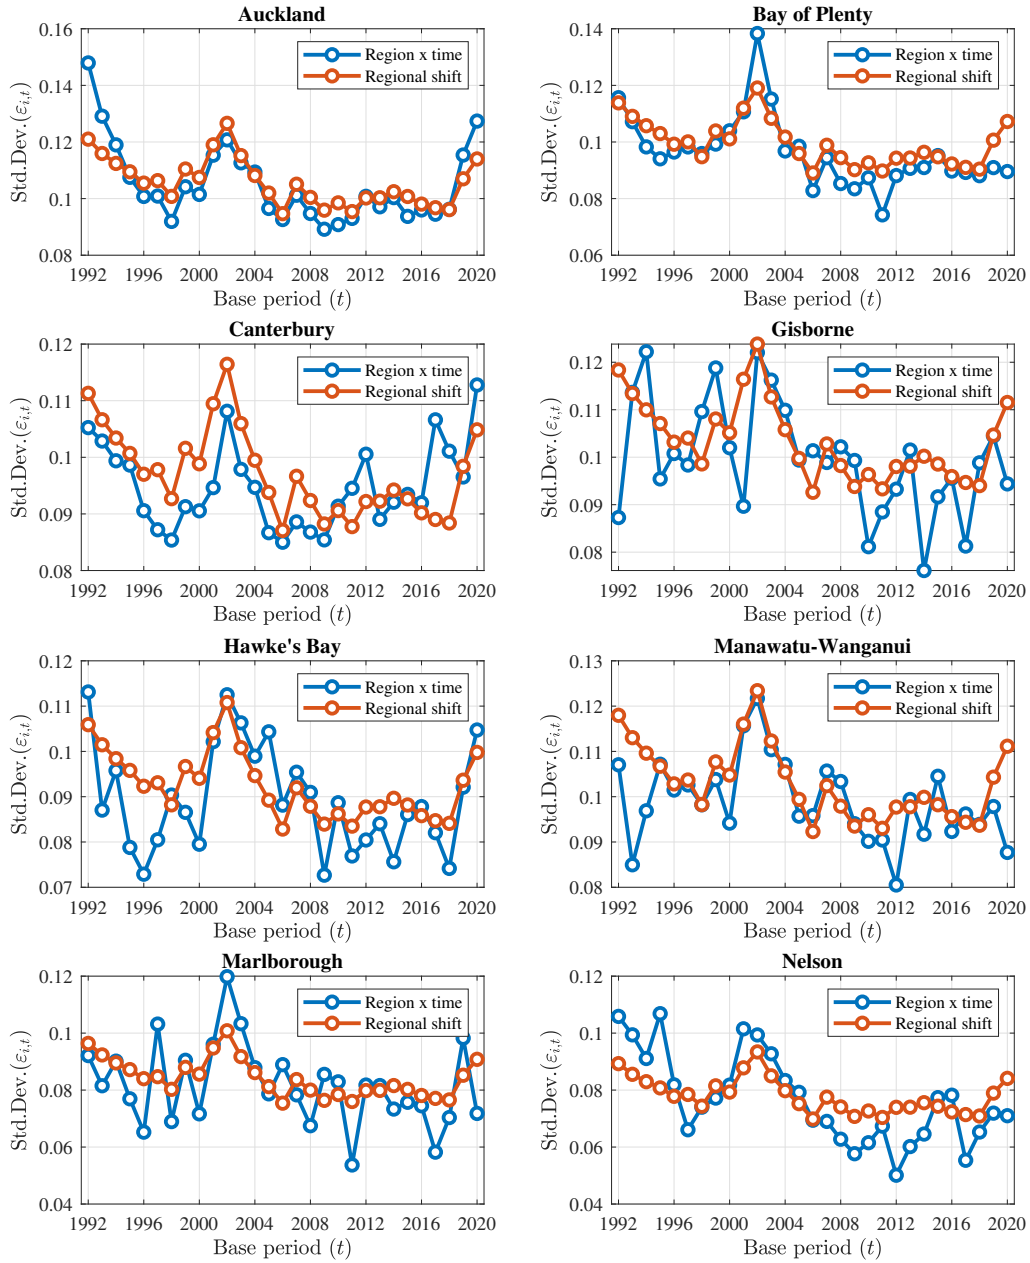 Auckland
Std.Dev.(ε_{i,t})
0.16
0.14
0.12
0.1
0.08
Region x time
Regional shift
1992 1996 2000 2004 2008 2012 2016 2020
Base period (t)
Bay of Plenty
Std.Dev.(ε_{i,t})
0.14
0.12
0.1
0.08
0.06
Region x time
Regional shift
1992 1996 2000 2004 2008 2012 2016 2020
Base period (t)
Canterbury
Std.Dev.(ε_{i,t})
0.12
0.11
0.1
0.09
0.08
Region x time
Regional shift
1992 1996 2000 2004 2008 2012 2016 2020
Base period (t)
Gisborne
Std.Dev.(ε_{i,t})
0.12
0.11
0.10
0.09
0.08
Region x time
Regional shift
1992 1996 2000 2004 2008 2012 2016 2020
Base period (t)
Hawke's Bay
Std.Dev.(ε_{i,t})
0.12
0.11
0.1
0.09
0.08
0.07
Region x time
Regional shift
1992 1996 2000 2004 2008 2012 2016 2020
Base period (t)
Manawatu-Wanganui
Std.Dev.(ε_{i,t})
0.13
0.12
0.11
0.1
0.09
0.08
Region x time
Regional shift
1992 1996 2000 2004 2008 2012 2016 2020
Base period (t)
Marlborough
Std.Dev.(ε_{i,t})
0.12
0.1
0.08
0.06
0.04
Region x time
Regional shift
1992 1996 2000 2004 2008 2012 2016 2020
Base period (t)
Nelson
Std.Dev.(ε_{i,t})
0.12
0.10
0.08
0.06
0.04
Region x time
Regional shift
1992 1996 2000 2004 2008 2012 2016 2020
Base period (t)